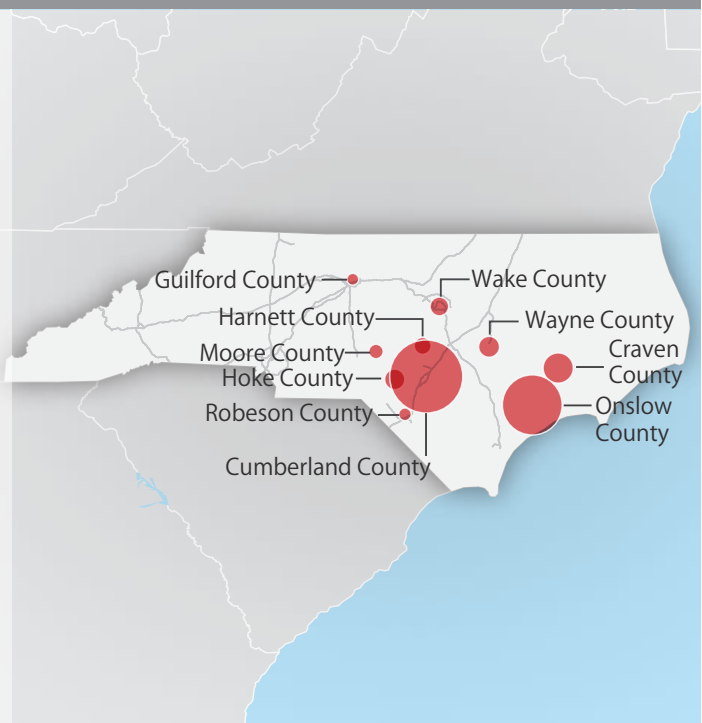 Guilford County
Wake County
Harnett County
Wayne County
Moore County
Craven
County
Hoke County
Onslow
County
Robeson County
Cumberland County